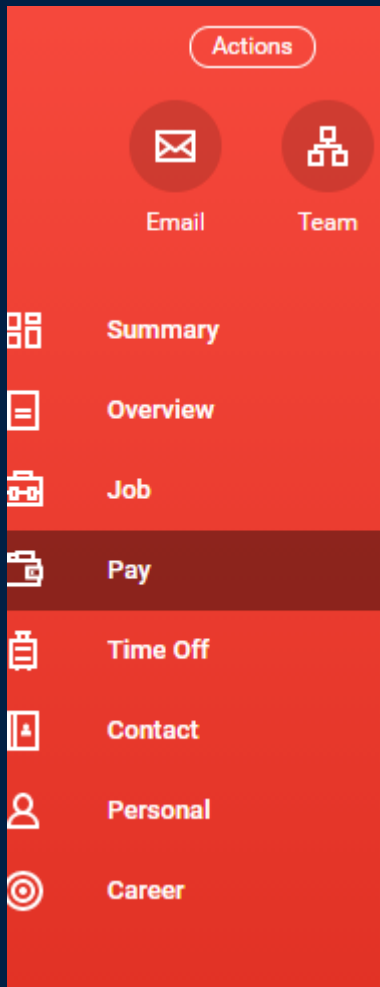 Actions
Email Team
Summary
Overview
Job
Pay
Time Off
Contact
Personal
Career